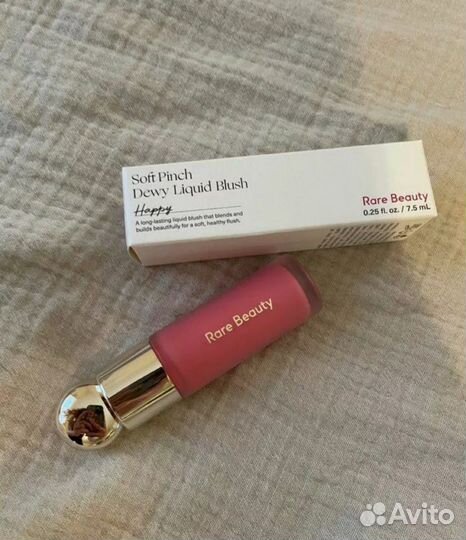 Soft Pinch
Dewy Liquid Blush
Happy
A long-lasting liquid blush that blends and
builds beautifully for a soft, healthy flush.
Rare Beauty
0.25 fl. oz. / 7.5 mL
Rare Beauty
Avito